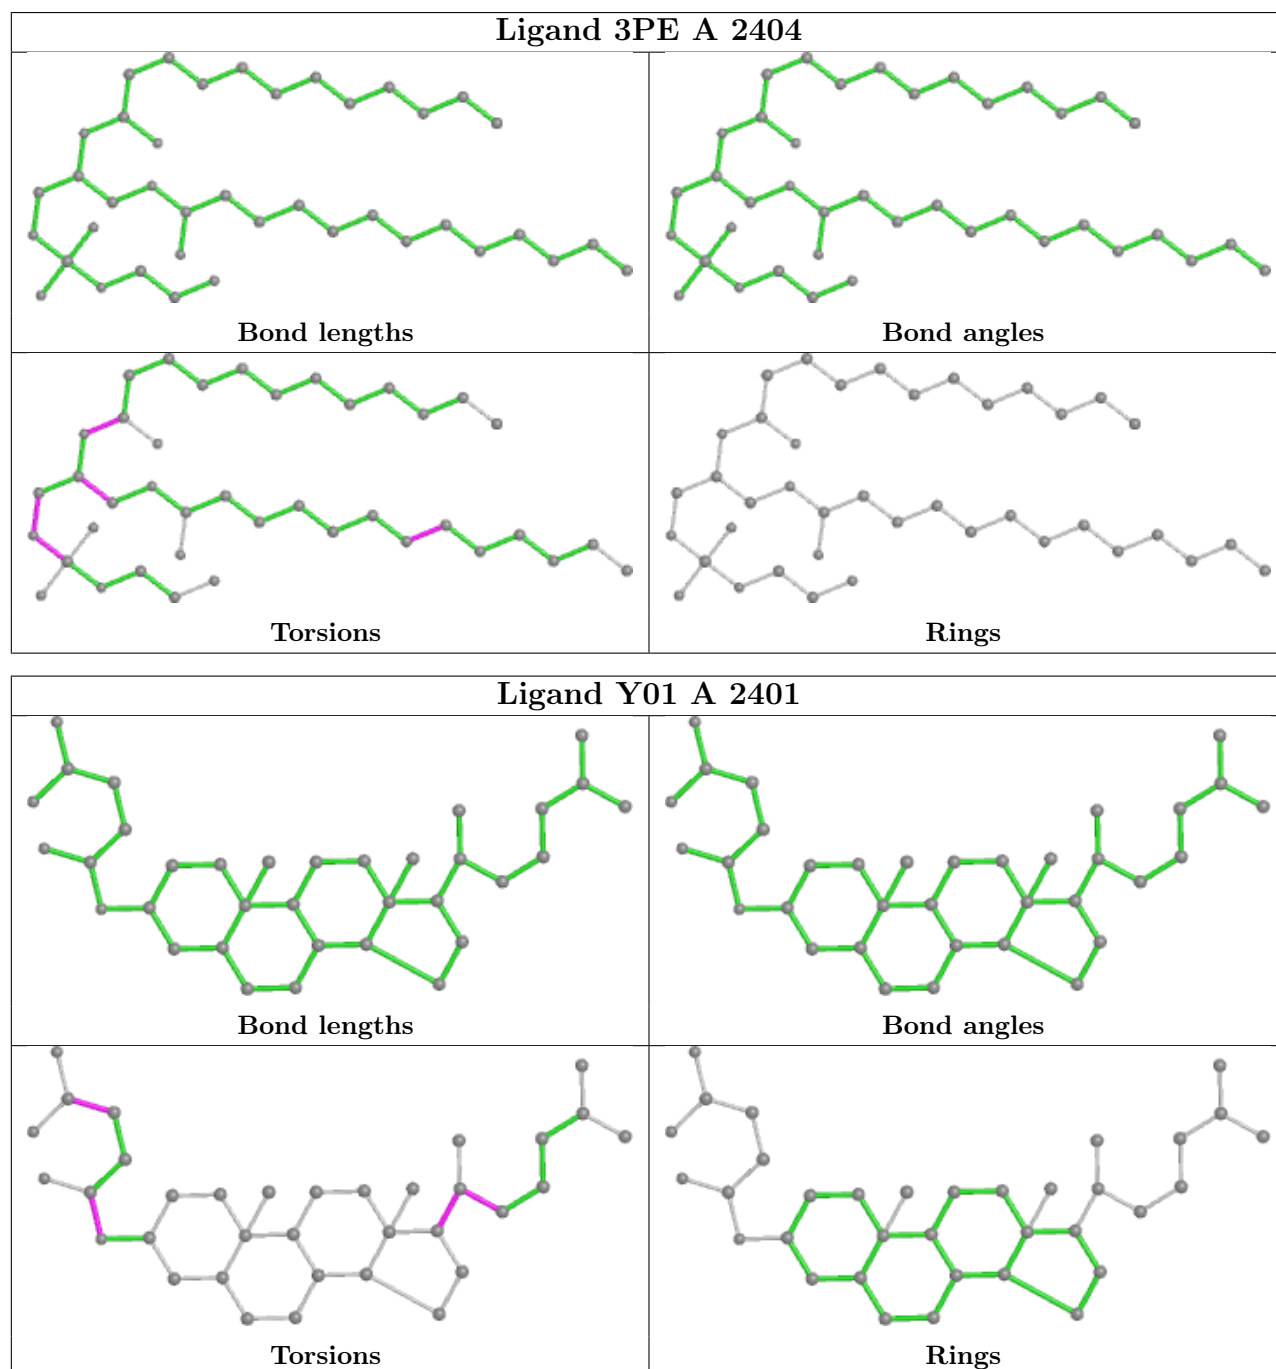 Ligand 3PE A 2404
Bond lengths
Bond angles
Torsions
Rings
Ligand Y01 A 2401
Bond lengths
Bond angles
Torsions
Rings